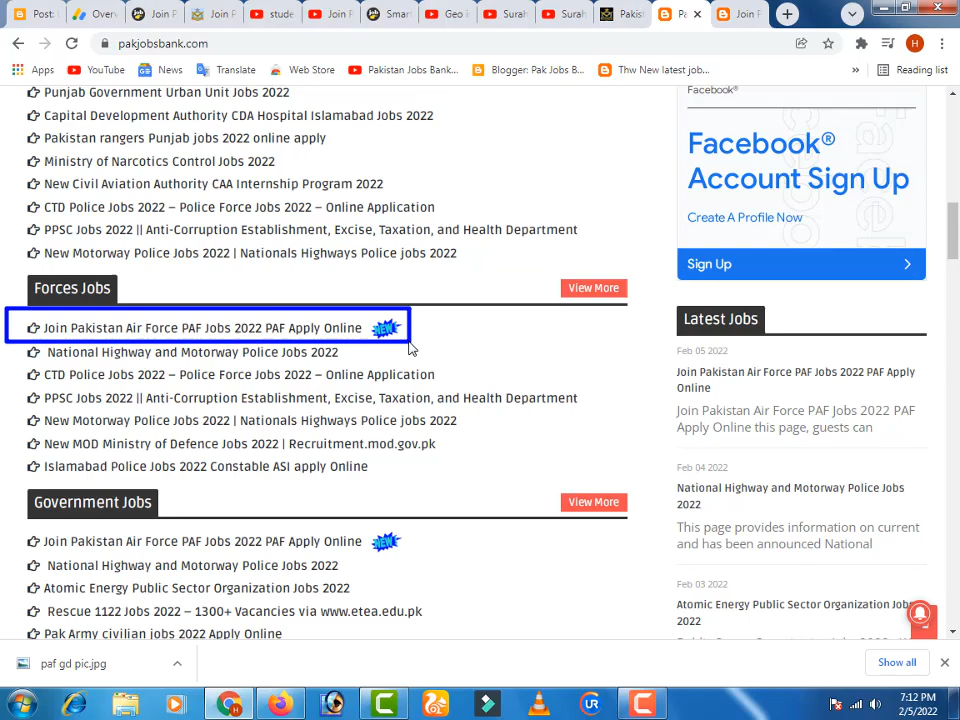 Post:
Overv
Join P
Join P
stude
Join P
Smar
Geo i
Surah
Surah
Pakist
Pa
Join P
pakjobsbank.com
Apps
YouTube
News
Translate
Web Store
Pakistan Jobs Bank...
Blogger: Pak Jobs B...
Thw New latest job...
»
Reading list
Punjab Government Urban Unit Jobs 2022
Capital Development Authority CDA Hospital Islamabad Jobs 2022
Pakistan rangers Punjab jobs 2022 online apply
Ministry of Narcotics Control Jobs 2022
New Civil Aviation Authority CAA Internship Program 2022
CTD Police Jobs 2022 – Police Force Jobs 2022 – Online Application
PPSC Jobs 2022 || Anti-Corruption Establishment, Excise, Taxation, and Health Department
New Motorway Police Jobs 2022 | Nationals Highways Police jobs 2022
Forces Jobs
View More
Join Pakistan Air Force PAF Jobs 2022 PAF Apply Online NEW
National Highway and Motorway Police Jobs 2022
CTD Police Jobs 2022 – Police Force Jobs 2022 – Online Application
PPSC Jobs 2022 || Anti-Corruption Establishment, Excise, Taxation, and Health Department
New Motorway Police Jobs 2022 | Nationals Highways Police jobs 2022
New MOD Ministry of Defence Jobs 2022 | Recruitment.mod.gov.pk
Islamabad Police Jobs 2022 Constable ASI apply Online
Government Jobs
View More
Join Pakistan Air Force PAF Jobs 2022 PAF Apply Online NEW
National Highway and Motorway Police Jobs 2022
Atomic Energy Public Sector Organization Jobs 2022
Rescue 1122 Jobs 2022 – 1300+ Vacancies via www.etea.edu.pk
Pak Army civilian jobs 2022 Apply Online
Facebook®
Facebook®
Account Sign Up
Create A Profile Now
Sign Up
Latest Jobs
Feb 05 2022
Join Pakistan Air Force PAF Jobs 2022 PAF Apply
Online
Join Pakistan Air Force PAF Jobs 2022 PAF
Apply Online this page, guests can
Feb 04 2022
National Highway and Motorway Police Jobs
2022
This page provides information on current
and has been announced National
Feb 03 2022
Atomic Energy Public Sector Organization Jobs
2022
paf gd pic.jpg
Show all
7:12 PM
2/5/2022